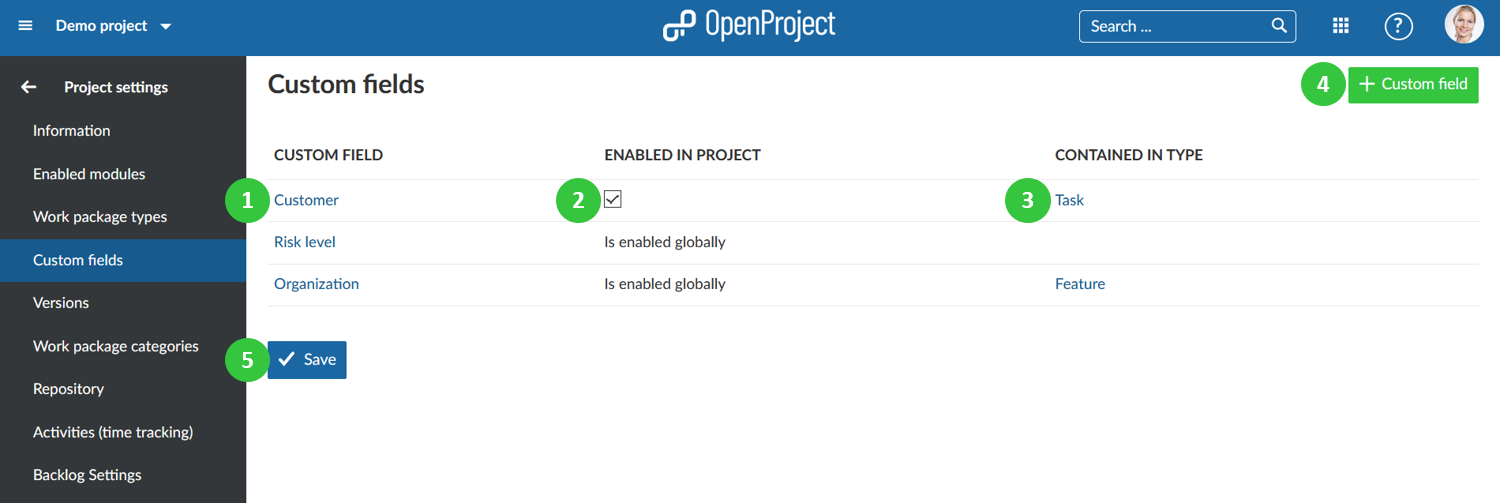 Demo project
OpenProject
Search ...
?
Project settings
Information
Enabled modules
Work package types
Custom fields
Versions
Work package categories
Repository
Activities (time tracking)
Backlog Settings
Custom fields
4 + Custom field
CUSTOM FIELD ENABLED IN PROJECT CONTAINED IN TYPE
1 Customer 2 3 Task
Risk level Is enabled globally
Organization Is enabled globally Feature
5 Save